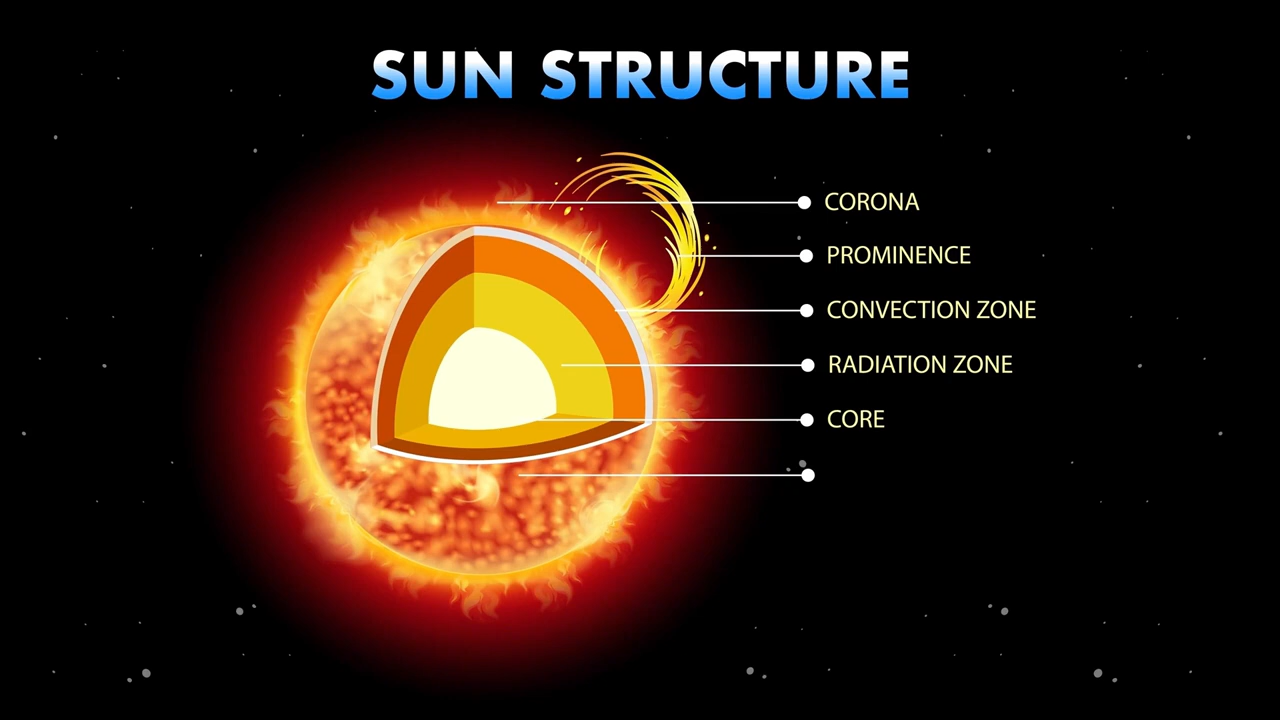 SUN STRUCTURE
CORONA
PROMINENCE
CONVECTION ZONE
RADIATION ZONE
CORE